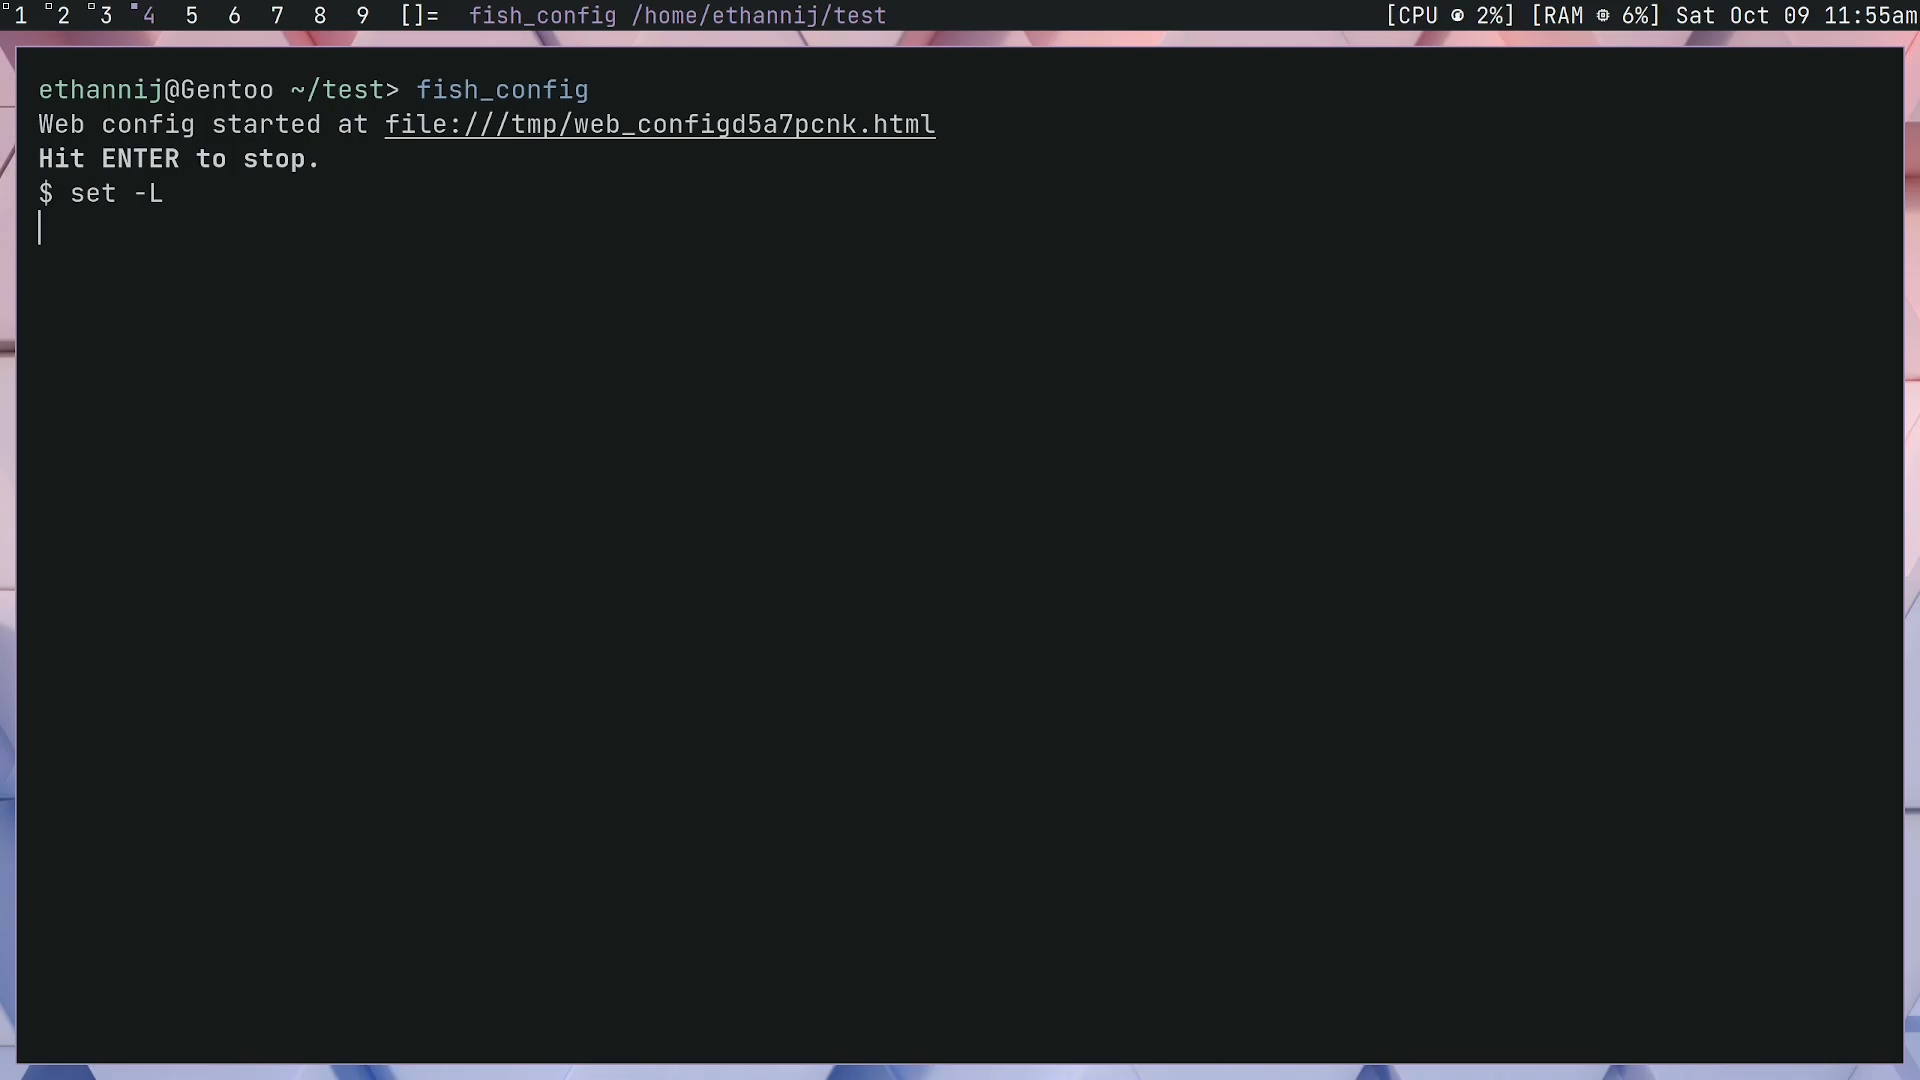 1 2 3 4 5 6 7 8 9 []= fish_config /home/ethannij/test [CPU 2%] [RAM 6%] Sat Oct 09 11:55am
ethannij@Gentoo ~/test> fish_config
Web config started at file:///tmp/web_configd5a7pcnk.html
Hit ENTER to stop.
$ set -L